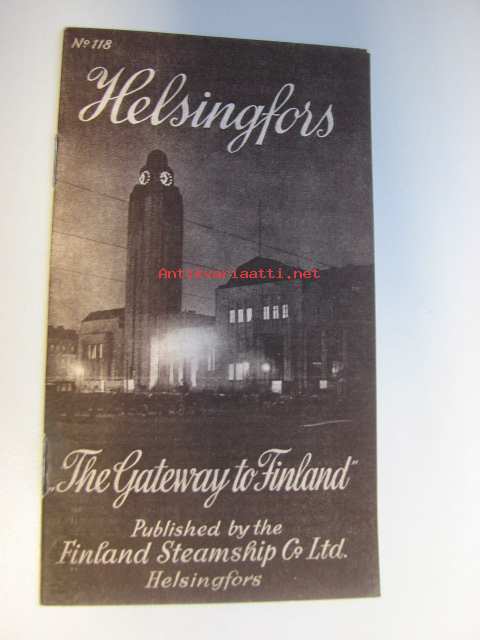 No 118
Helsingfors
Antikvariaatti.net
„The Gateway to Finland"
Published by the
Finland Steamship Co Ltd.
Helsingfors